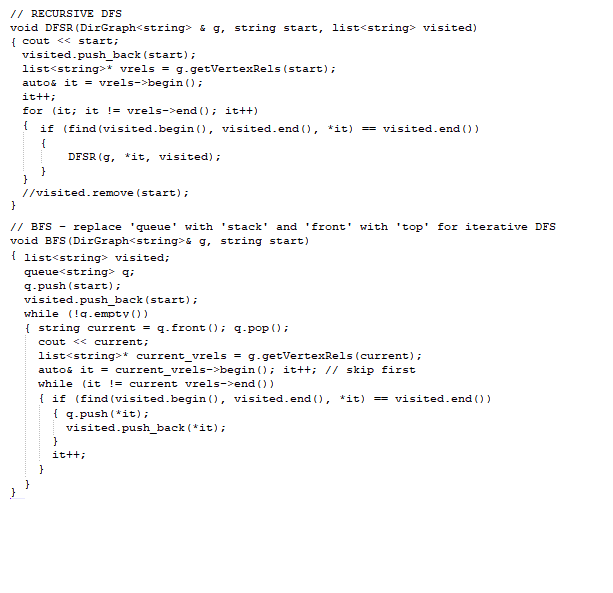 // RECURSIVE DFS
void DFSR(DirGraph<string> & g, string start, list<string> visited)
{ cout << start;
visited.push_back(start);
list<string>* vrels = g.getVertexRels(start);
auto& it = vrels->begin();
it++;
for (it; it != vrels->end(); it++)
{ if (find(visited.begin(), visited.end(), *it) == visited.end())
{
DFSR(g, *it, visited);
}
}
//visited.remove(start);
}
// BFS - replace 'queue' with 'stack' and 'front' with 'top' for iterative DFS
void BFS(DirGraph<string>& g, string start)
{ list<string> visited;
queue<string> q;
q.push(start);
visited.push_back(start);
while (!q.empty())
{ string current = q.front(); q.pop();
cout << current;
list<string>* current_vrels = g.getVertexRels(current);
auto& it = current_vrels->begin(); it++; // skip first
while (it != current_vrels->end())
{ if (find(visited.begin(), visited.end(), *it) == visited.end())
{ q.push(*it);
visited.push_back(*it);
}
it++;
}
}
}